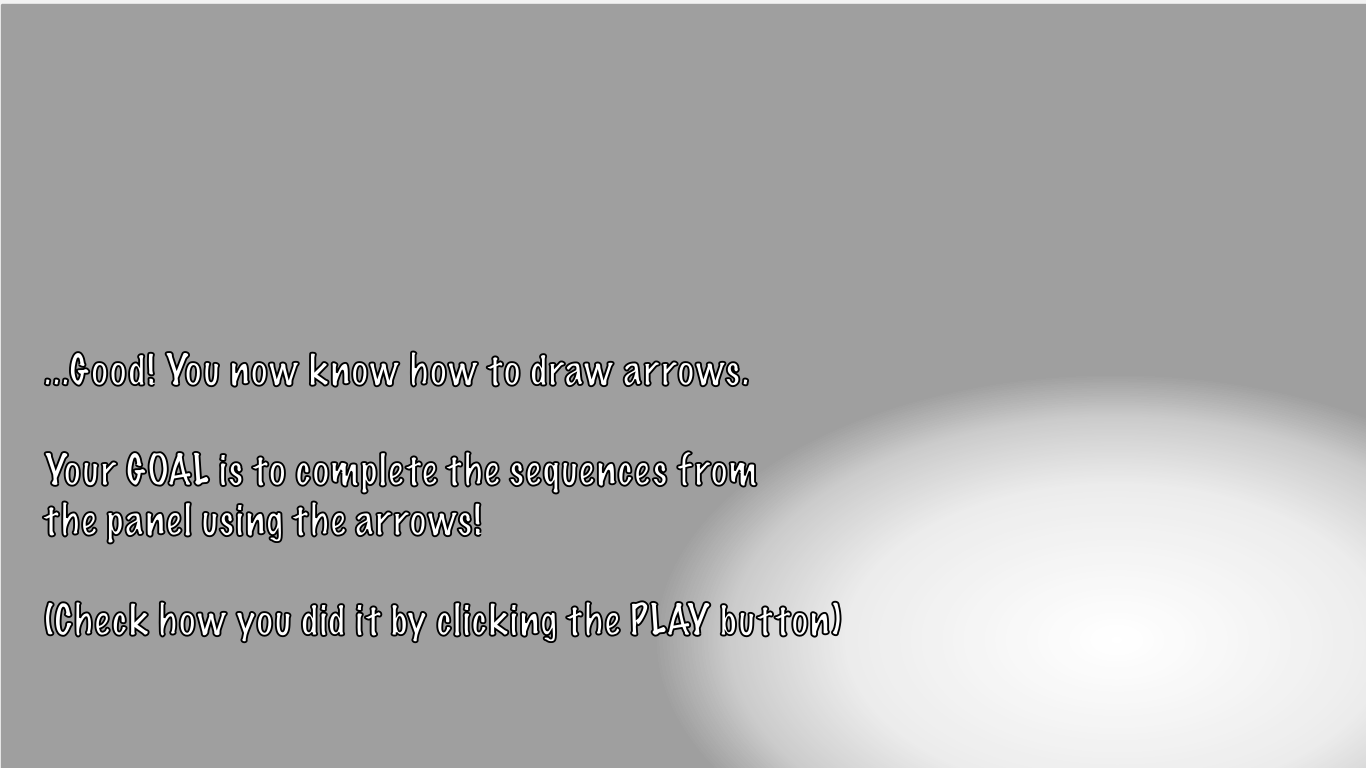 ...Good! You now know how to draw arrows.
Your GOAL is to complete the sequences from
the panel using the arrows!
(Check how you did it by clicking the PLAY button)